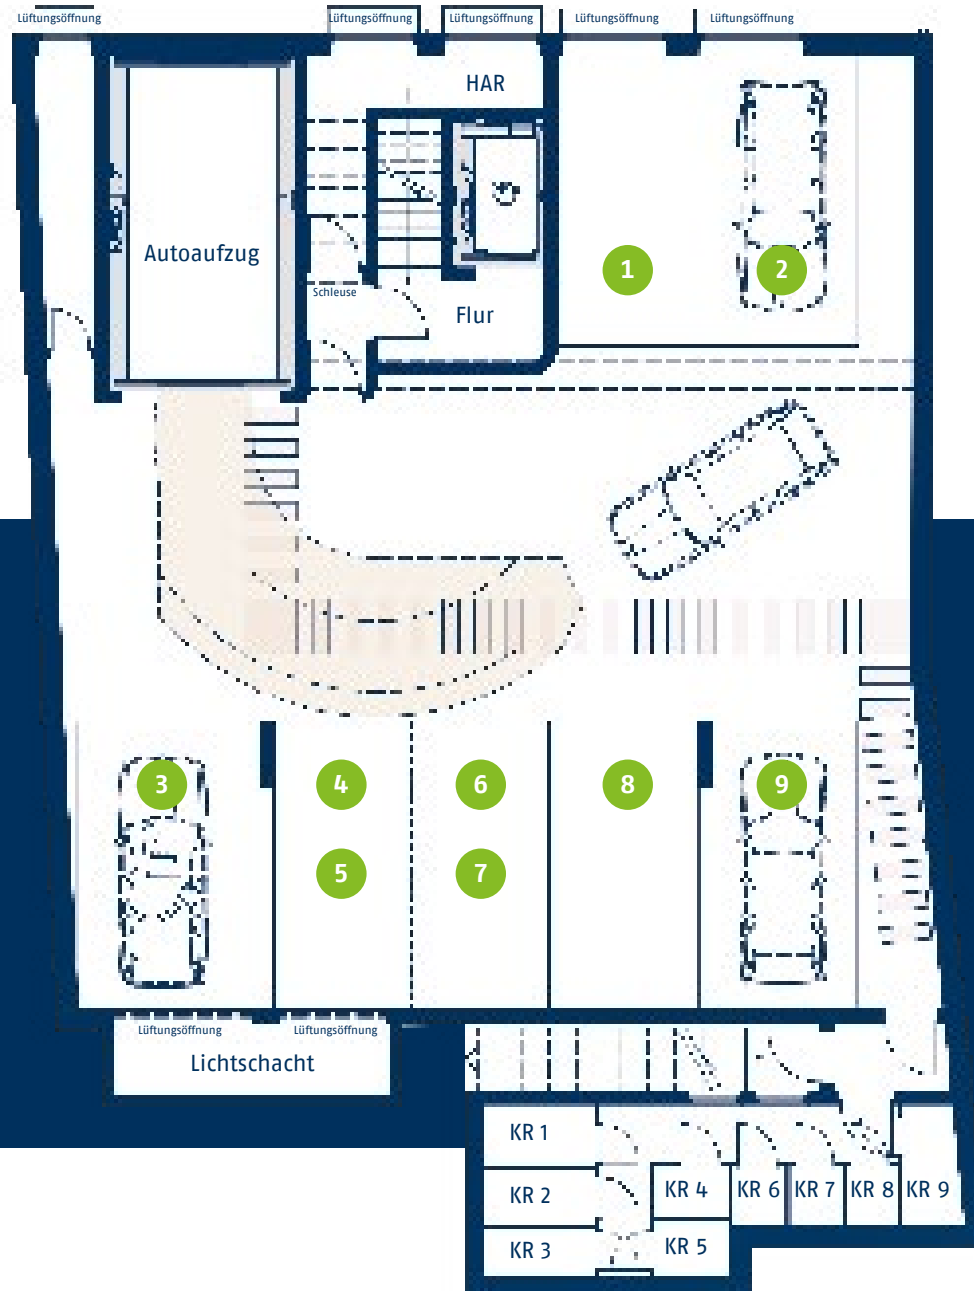 Lüftungsöffnung
Lüftungsöffnung
Lüftungsöffnung
Lüftungsöffnung
Lüftungsöffnung
HAR
Autoaufzug
1
2
Schleuse
Flur
3
4
6
8
9
5
7
Lüftungsöffnung
Lüftungsöffnung
Lichtschacht
KR 1
KR 2
KR 3
KR 4
KR 5
KR 6
KR 7
KR 8
KR 9